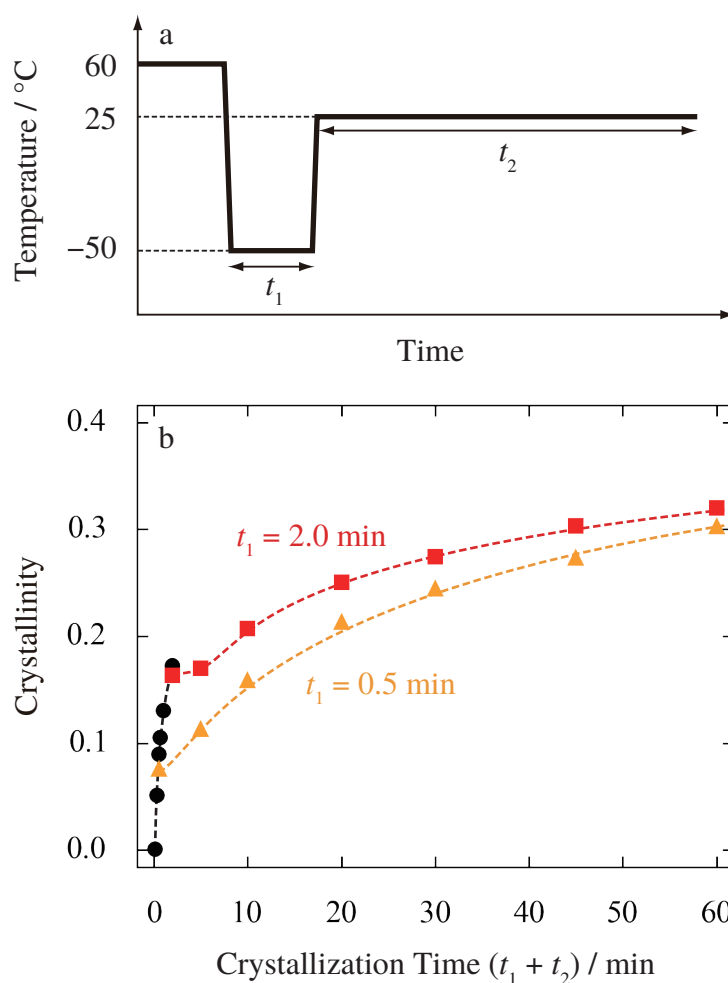 a
Temperature / °C
60
25
−50
t₁
t₂
Time
b
Crystallinity
0.4
0.3
0.2
0.1
0.0
t₁ = 2.0 min
t₁ = 0.5 min
0 10 20 30 40 50 60
Crystallization Time (t₁ + t₂) / min